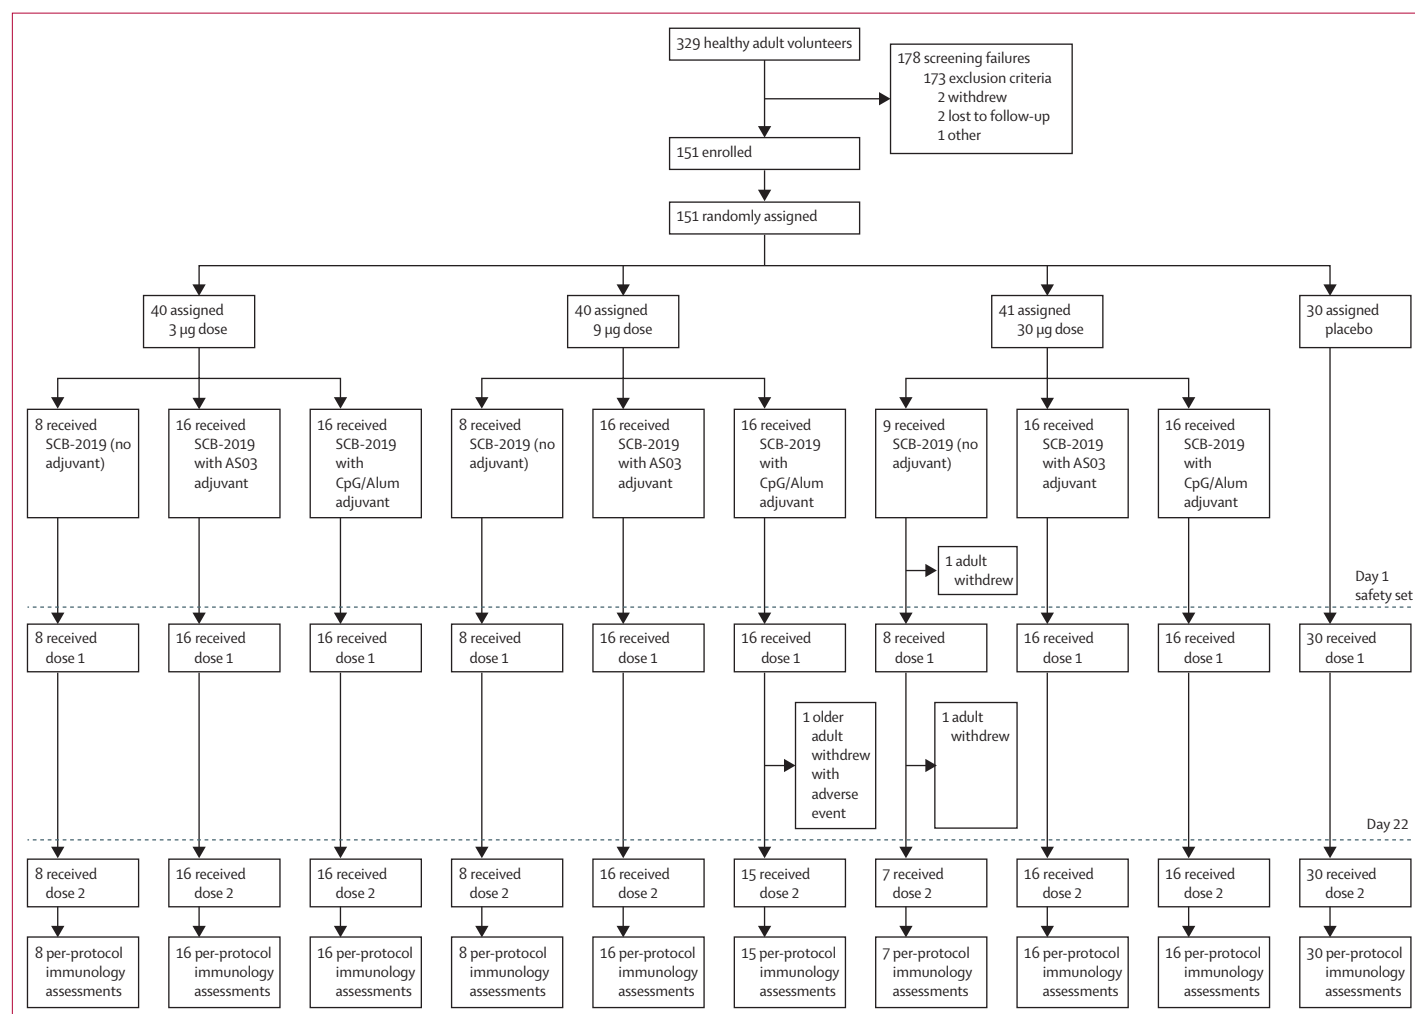 329 healthy adult volunteers
178 screening failures
173 exclusion criteria
2 withdrew
2 lost to follow-up
1 other
151 enrolled
151 randomly assigned
40 assigned
3 µg dose
40 assigned
9 µg dose
41 assigned
30 µg dose
30 assigned
placebo
8 received
SCB-2019 (no
adjuvant)
16 received
SCB-2019
with AS03
adjuvant
16 received
SCB-2019
with
CpG/Alum
adjuvant
8 received
SCB-2019 (no
adjuvant)
16 received
SCB-2019
with AS03
adjuvant
16 received
SCB-2019
with
CpG/Alum
adjuvant
9 received
SCB-2019 (no
adjuvant)
16 received
SCB-2019
with AS03
adjuvant
16 received
SCB-2019
with
CpG/Alum
adjuvant
1 adult
withdrew
Day 1
safety set
8 received
dose 1
16 received
dose 1
16 received
dose 1
8 received
dose 1
16 received
dose 1
16 received
dose 1
8 received
dose 1
16 received
dose 1
16 received
dose 1
30 received
dose 1
1 older
adult
withdrew
with
adverse
event
1 adult
withdrew
Day 22
8 received
dose 2
16 received
dose 2
16 received
dose 2
8 received
dose 2
16 received
dose 2
15 received
dose 2
7 received
dose 2
16 received
dose 2
16 received
dose 2
30 received
dose 2
8 per-protocol
immunology
assessments
16 per-protocol
immunology
assessments
16 per-protocol
immunology
assessments
8 per-protocol
immunology
assessments
16 per-protocol
immunology
assessments
15 per-protocol
immunology
assessments
7 per-protocol
immunology
assessments
16 per-protocol
immunology
assessments
16 per-protocol
immunology
assessments
30 per-protocol
immunology
assessments